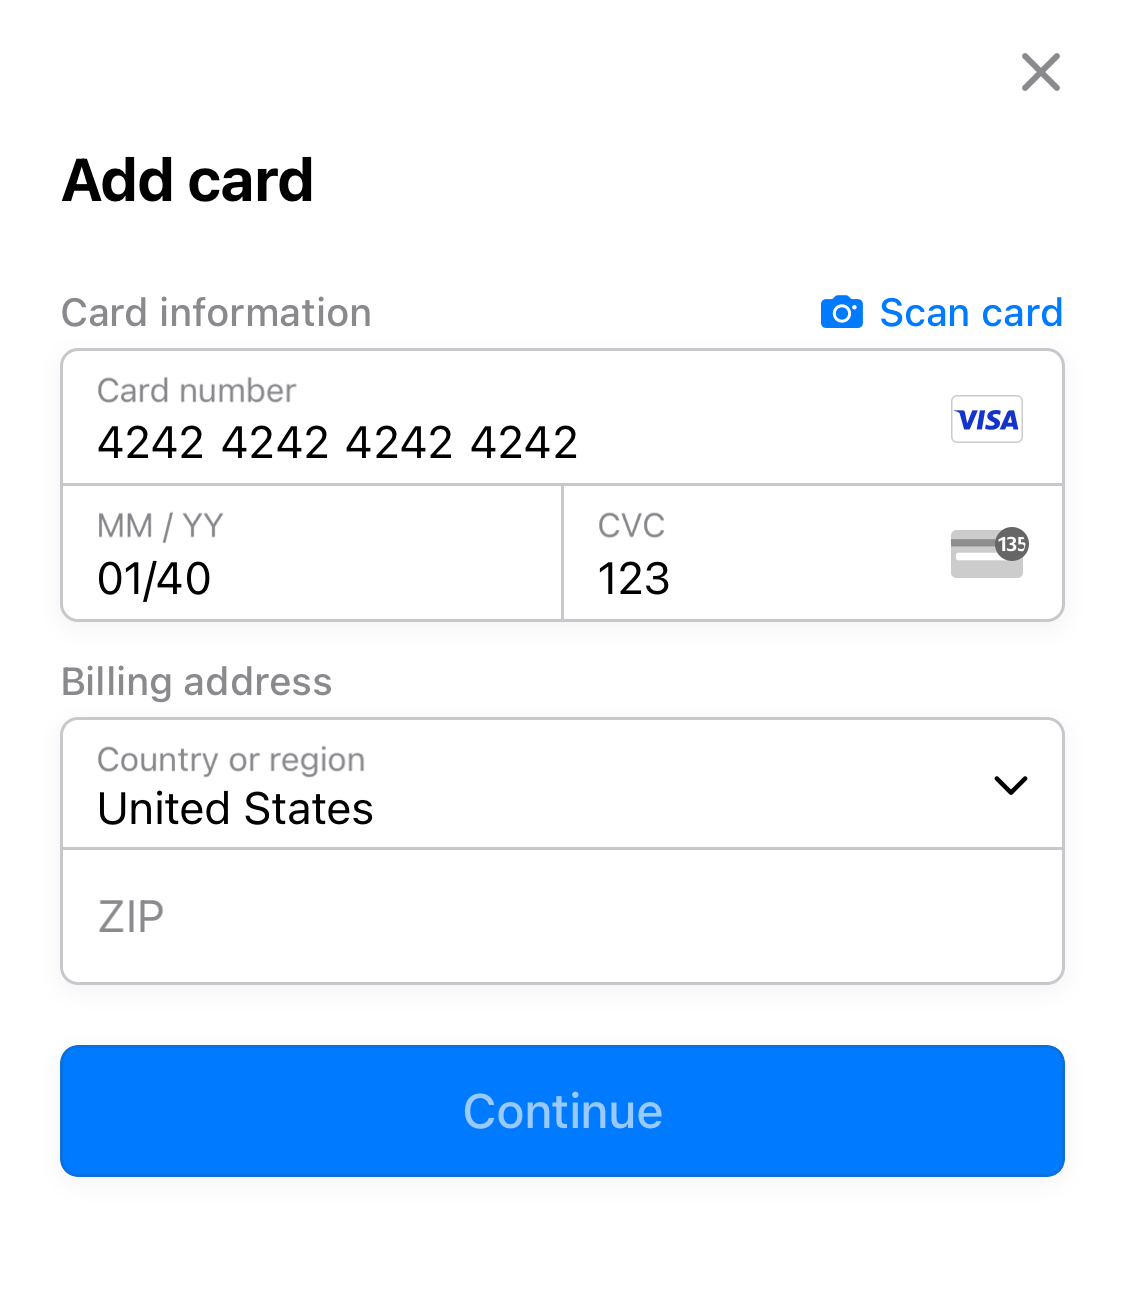 Add card
Card information
Scan card
Card number
4242 4242 4242 4242
VISA
MM / YY
01/40
CVC
123
135
Billing address
Country or region
United States
ZIP
Continue